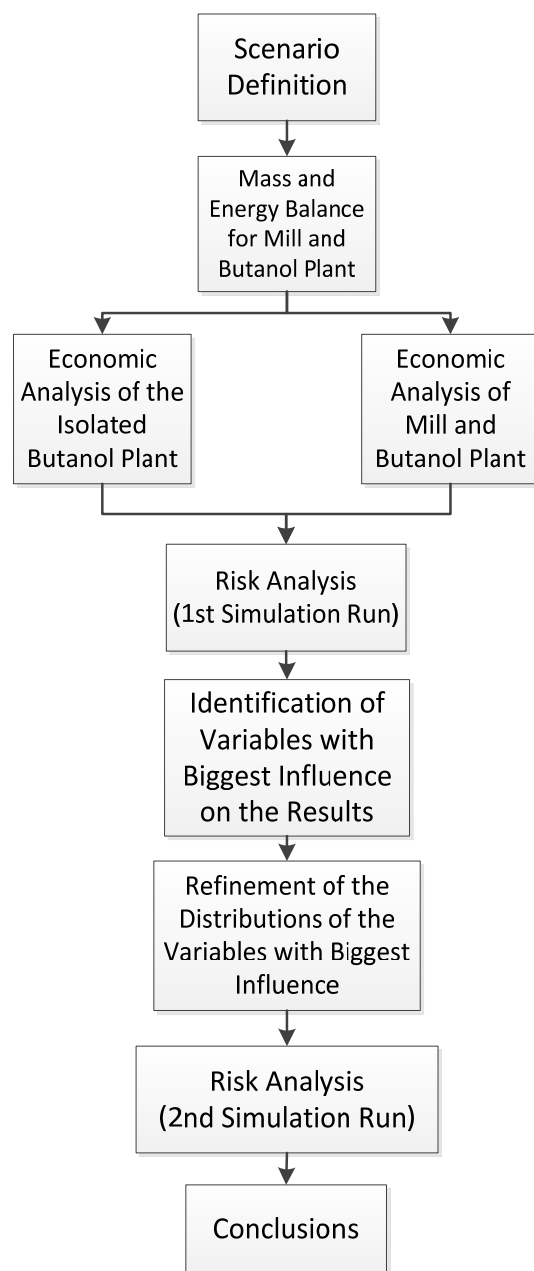 Scenario
Definition
Mass and
Energy Balance
for Mill and
Butanol Plant
Economic
Analysis of the
Isolated
Butanol Plant
Economic
Analysis of
Mill and
Butanol Plant
Risk Analysis
(1st Simulation Run)
Identification of
Variables with
Biggest Influence
on the Results
Refinement of the
Distributions of the
Variables with Biggest
Influence
Risk Analysis
(2nd Simulation Run)
Conclusions